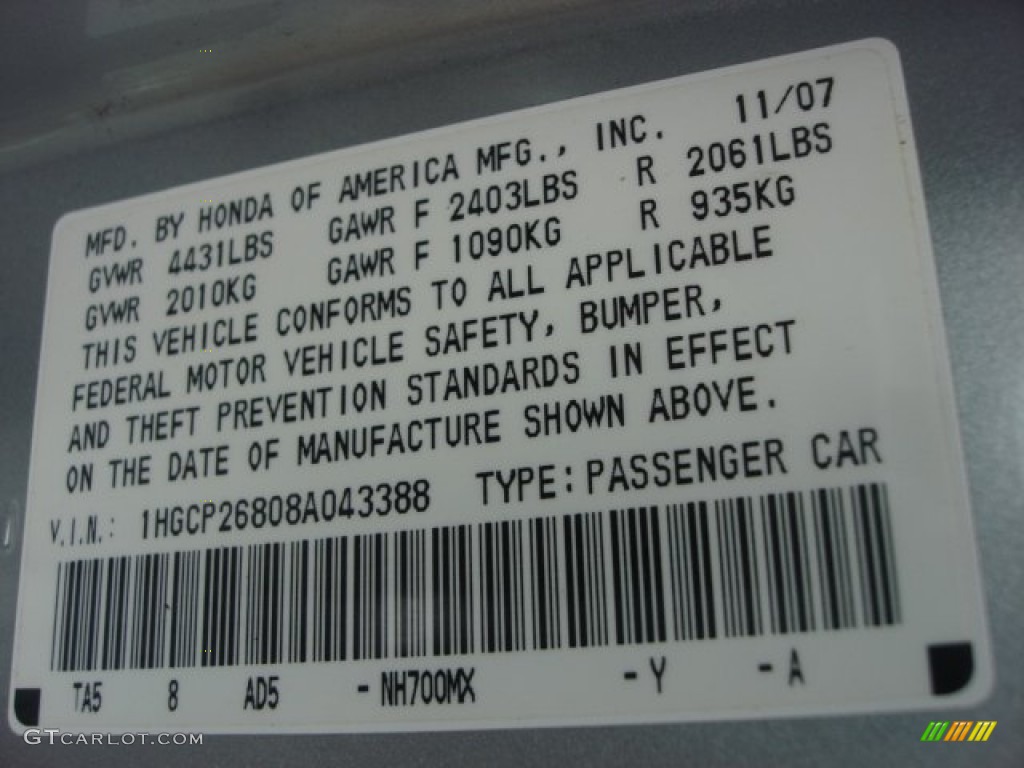 MFD. BY HONDA OF AMERICA MFG., INC. 11/07
GVWR 4431LBS GAWR F 2403LBS R 2061LBS
GVWR 2010KG GAWR F 1090KG R 935KG
THIS VEHICLE CONFORMS TO ALL APPLICABLE
FEDERAL MOTOR VEHICLE SAFETY, BUMPER,
AND THEFT PREVENTION STANDARDS IN EFFECT
ON THE DATE OF MANUFACTURE SHOWN ABOVE.
V.I.N.: 1HGCP26808A043388 TYPE: PASSENGER CAR
TA5 8 AD5 - NH700MX - Y - A
GTCARLOT.COM